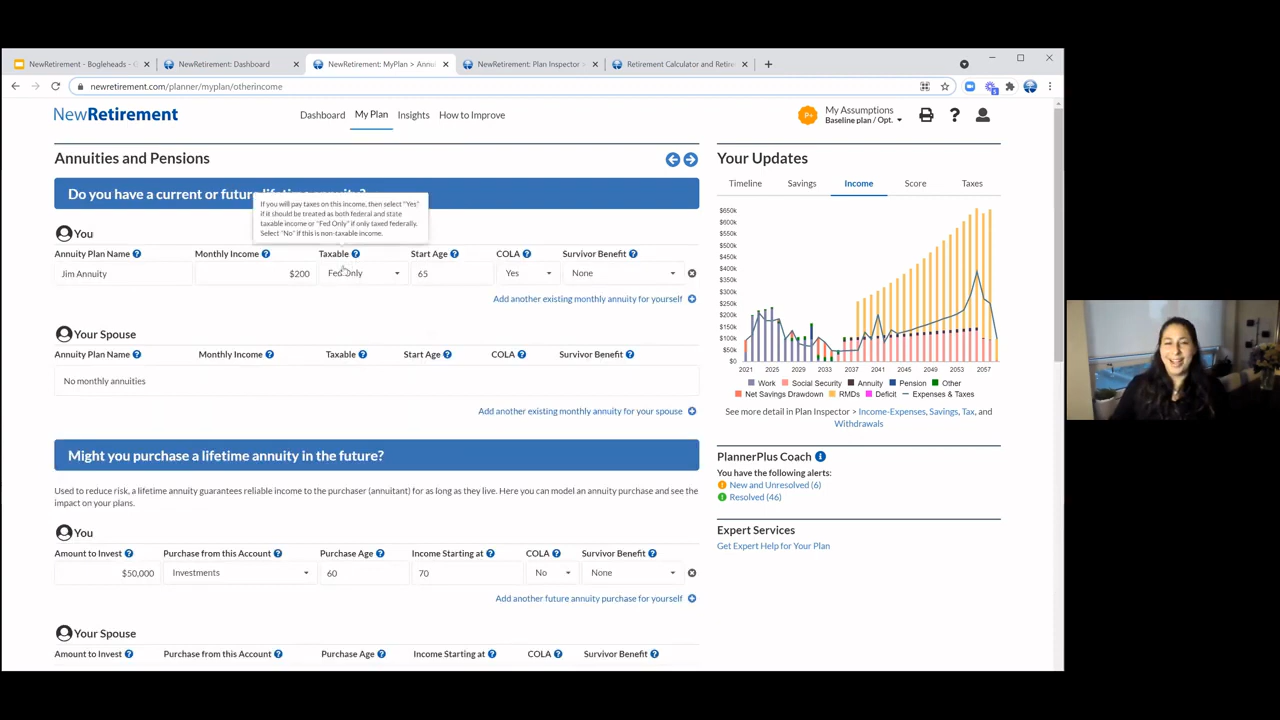 NewRetirement - Bogleheads -
NewRetirement: Dashboard
NewRetirement: MyPlan > Annu
NewRetirement: Plan Inspector >
Retirement Calculator and Retire
newretirement.com/planner/myplan/otherincome
NewRetirement
Dashboard
My Plan
Insights
How to Improve
P+
My Assumptions
Baseline plan / Opt.
Annuities and Pensions
Do you have a current or future lifetime annuity?
If you will pay taxes on this income, then select "Yes"
if it should be treated as both federal and state
taxable income or "Fed Only" if only taxed federally.
Select "No" if this is non-taxable income.
You
Annuity Plan Name Monthly Income Taxable Start Age COLA Survivor Benefit
Jim Annuity $200 Fed Only 65 Yes None
Add another existing monthly annuity for yourself
Your Spouse
Annuity Plan Name Monthly Income Taxable Start Age COLA Survivor Benefit
No monthly annuities
Add another existing monthly annuity for your spouse
Might you purchase a lifetime annuity in the future?
Used to reduce risk, a lifetime annuity guarantees reliable income to the purchaser (annuitant) for as long as they live. Here you can model an annuity purchase and see the
impact on your plans.
You
Amount to Invest Purchase from this Account Purchase Age Income Starting at COLA Survivor Benefit
$50,000 Investments 60 70 No None
Add another future annuity purchase for yourself
Your Spouse
Amount to Invest Purchase from this Account Purchase Age Income Starting at COLA Survivor Benefit
Your Updates
Timeline Savings Income Score Taxes
$650k
$600k
$550k
$500k
$450k
$400k
$350k
$300k
$250k
$200k
$150k
$100k
$50k
$0
2021 2025 2029 2033 2037 2041 2045 2049 2053 2057
Work Social Security Annuity Pension Other
Net Savings Drawdown RMDs Deficit Expenses & Taxes
See more detail in Plan Inspector > Income-Expenses, Savings, Tax, and
Withdrawals
PlannerPlus Coach
You have the following alerts:
New and Unresolved (6)
Resolved (46)
Expert Services
Get Expert Help for Your Plan